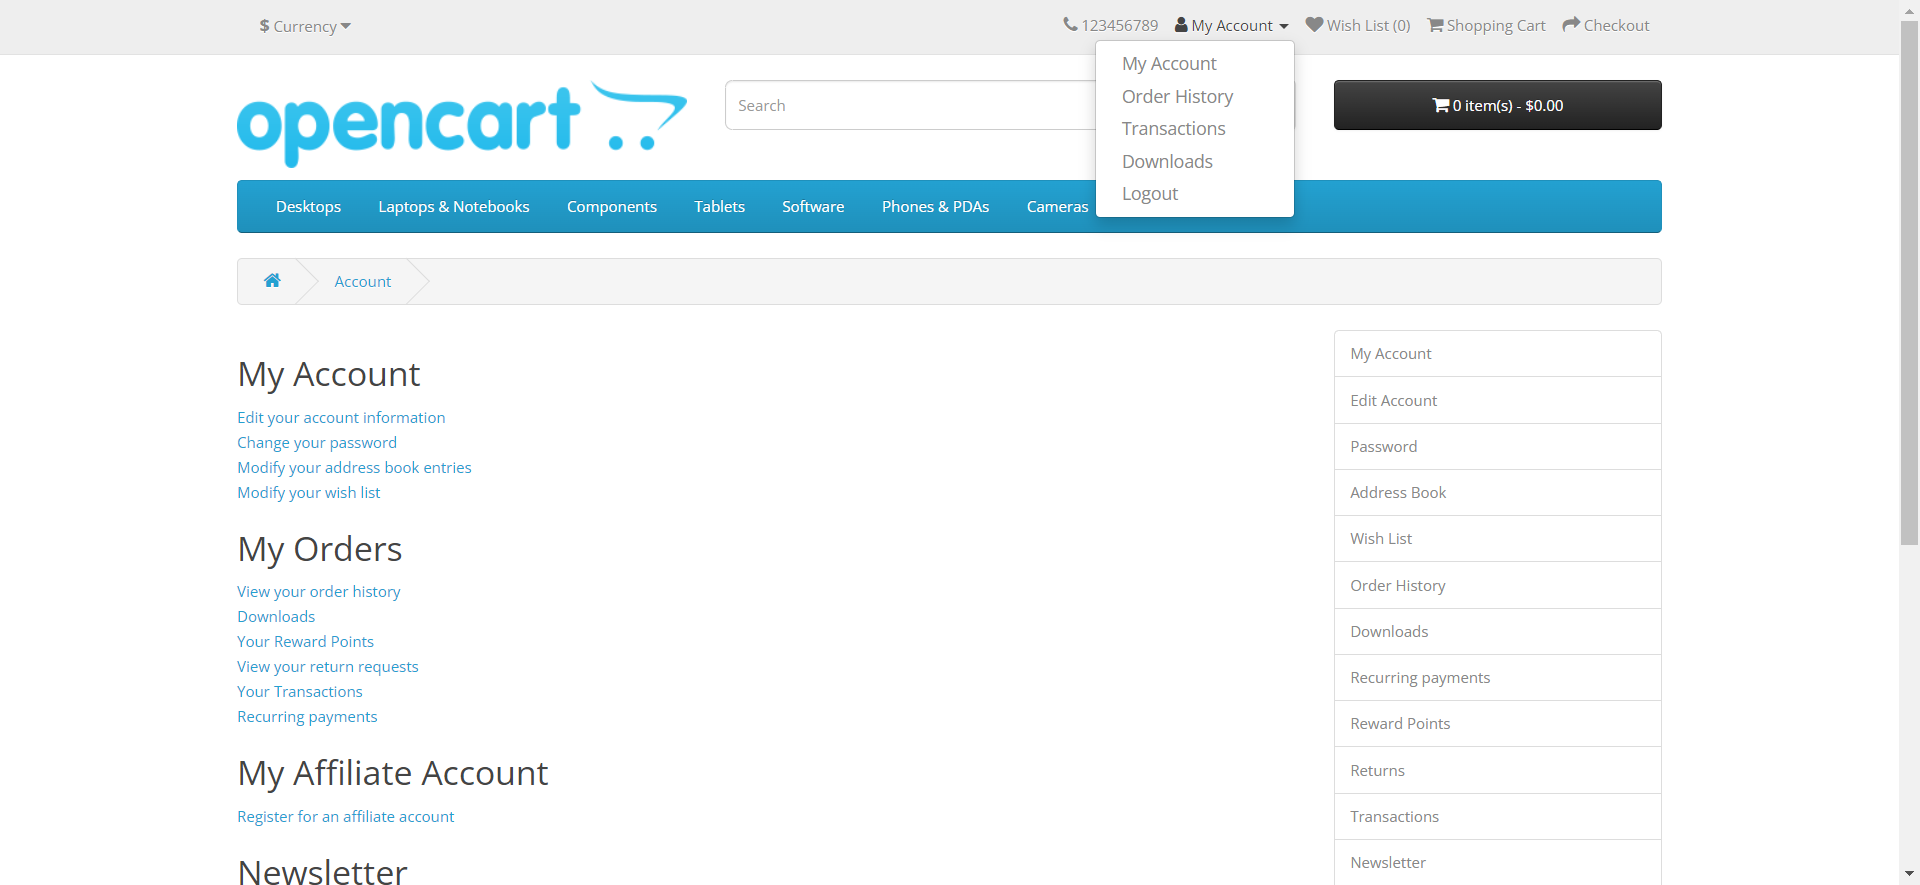 $ Currency
123456789 My Account Wish List (0) Shopping Cart Checkout
My Account
Order History
Transactions
Downloads
Logout
opencart
Search
0 item(s) - $0.00
Desktops Laptops & Notebooks Components Tablets Software Phones & PDAs Cameras
Account
My Account
Edit your account information
Change your password
Modify your address book entries
Modify your wish list
My Orders
View your order history
Downloads
Your Reward Points
View your return requests
Your Transactions
Recurring payments
My Affiliate Account
Register for an affiliate account
Newsletter
My Account
Edit Account
Password
Address Book
Wish List
Order History
Downloads
Recurring payments
Reward Points
Returns
Transactions
Newsletter